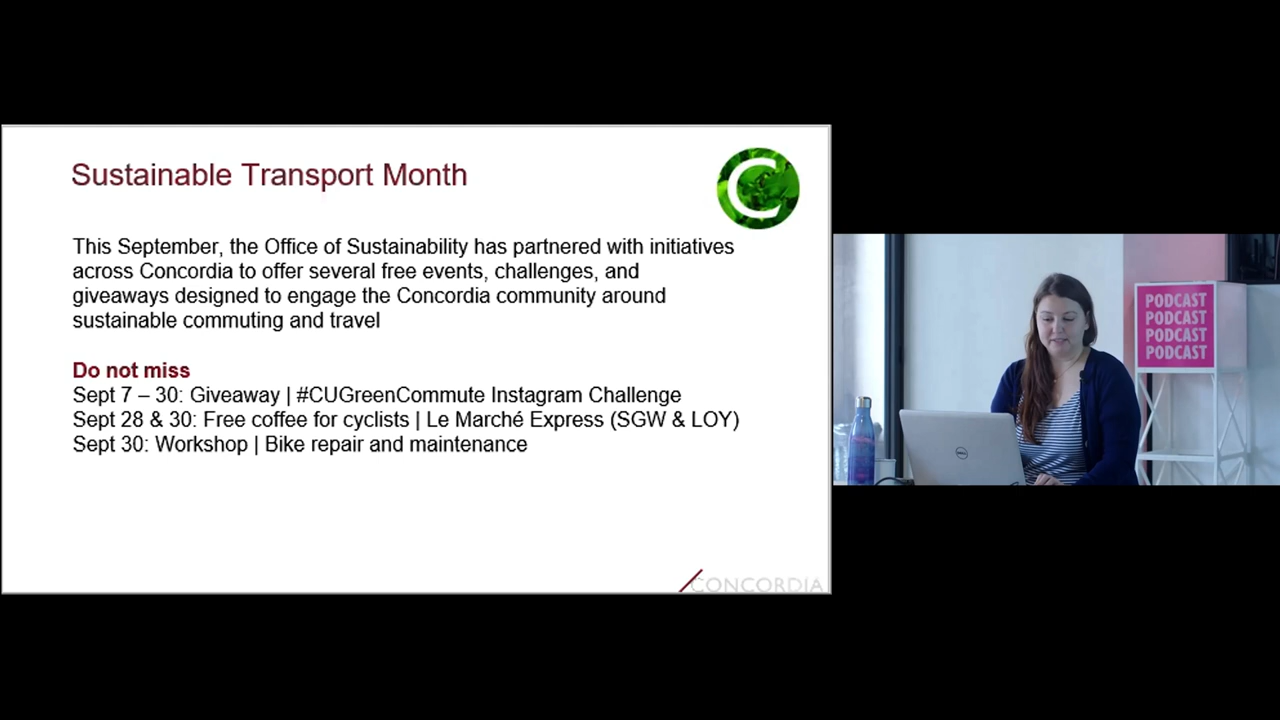 Sustainable Transport Month
C
This September, the Office of Sustainability has partnered with initiatives
across Concordia to offer several free events, challenges, and
giveaways designed to engage the Concordia community around
sustainable commuting and travel
Do not miss
Sept 7 – 30: Giveaway | #CUGreenCommute Instagram Challenge
Sept 28 & 30: Free coffee for cyclists | Le Marché Express (SGW & LOY)
Sept 30: Workshop | Bike repair and maintenance
CONCORDIA
PODCAST
PODCAST
PODCAST
PODCAST
DELL